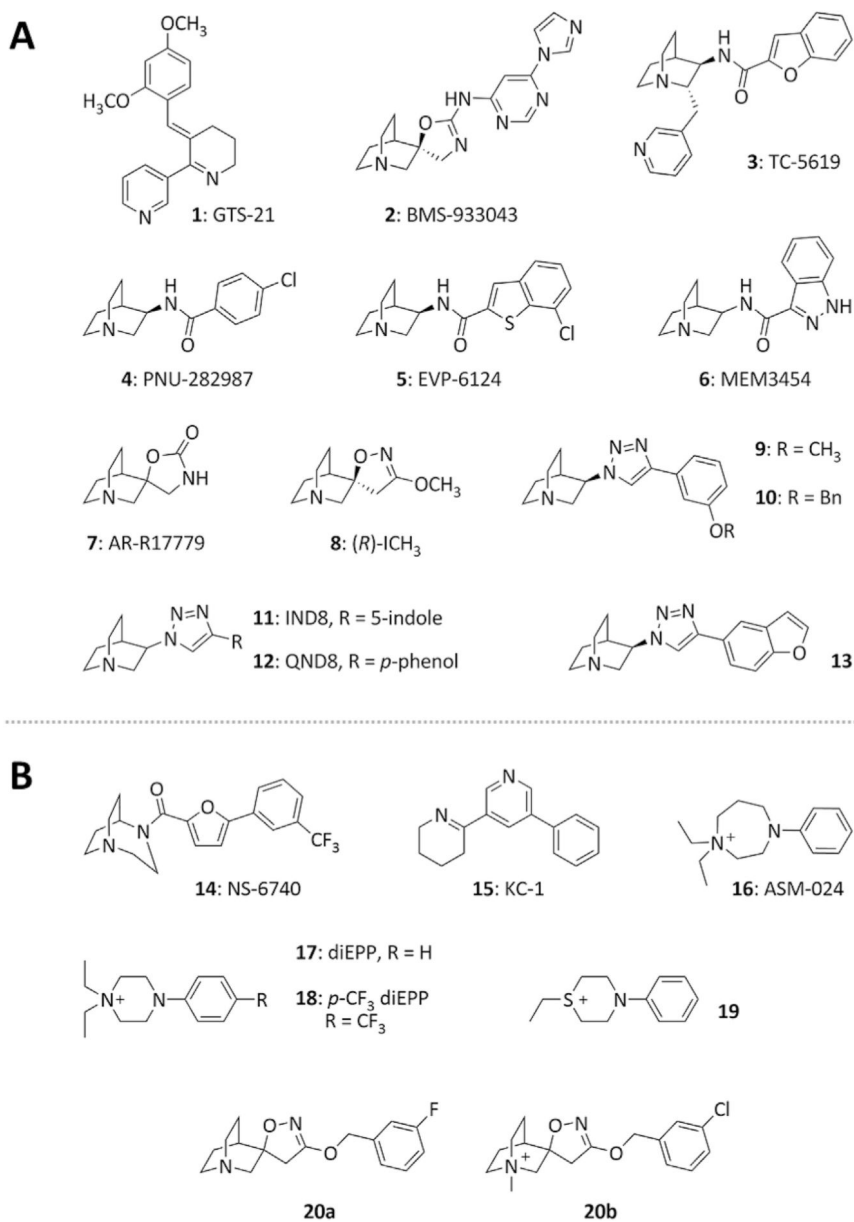 A
OCH₃
OCH₃
H₃CO
N
N
1: GTS-21
N
N
HN
N
N
O
N
N
2: BMS-933043
H
N
O
O
N
N
3: TC-5619
H
N
Cl
N
O
4: PNU-282987
H
N
S
Cl
N
O
5: EVP-6124
H
N
NH
N
N
O
6: MEM3454
O
O
NH
N
7: AR-R17779
O
N
OCH₃
N
8: (R)-ICH₃
N=N
N
N
OR
9: R = CH₃
10: R = Bn
N=N
N
R
N
11: IND8, R = 5-indole
12: QND8, R = p-phenol
N=N
N
N
O
13
B
O
N
O
N
CF₃
14: NS-6740
N
N
15: KC-1
N
+
N
16: ASM-024
N
+
N
R
17: diEPP, R = H
18: p-CF₃ diEPP
R = CF₃
S
+
N
19
O
N
O
F
N
20a
O
N
O
Cl
N
+
20b